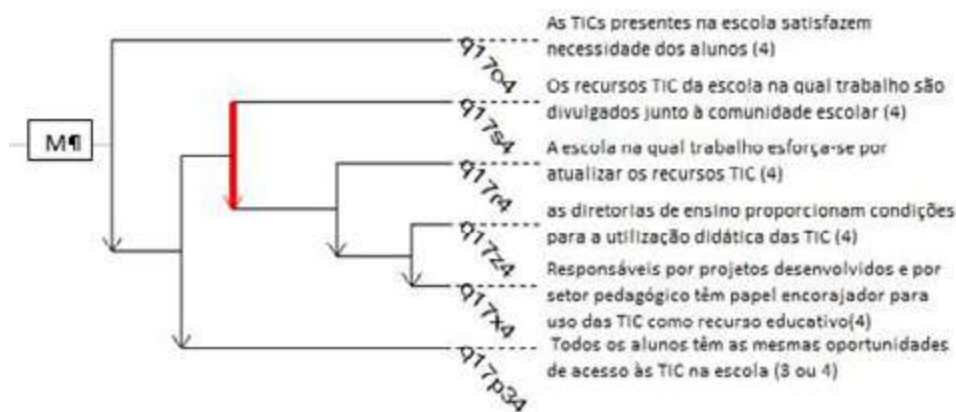 As TICs presentes na escola satisfazem
q17o4
necessidade dos alunos (4)
Os recursos TIC da escola na qual trabalho são
q17s4
divulgados junto à comunidade escolar (4)
M¶
A escola na qual trabalho esforça-se por
q17r4
atualizar os recursos TIC (4)
as diretorias de ensino proporcionam condições
q17z4
para a utilização didática das TIC (4)
Responsáveis por projetos desenvolvidos e por
q17x4
setor pedagógico têm papel encorajador para
uso das TIC como recurso educativo(4)
Todos os alunos têm as mesmas oportunidades
q17p34
de acesso às TIC na escola (3 ou 4)